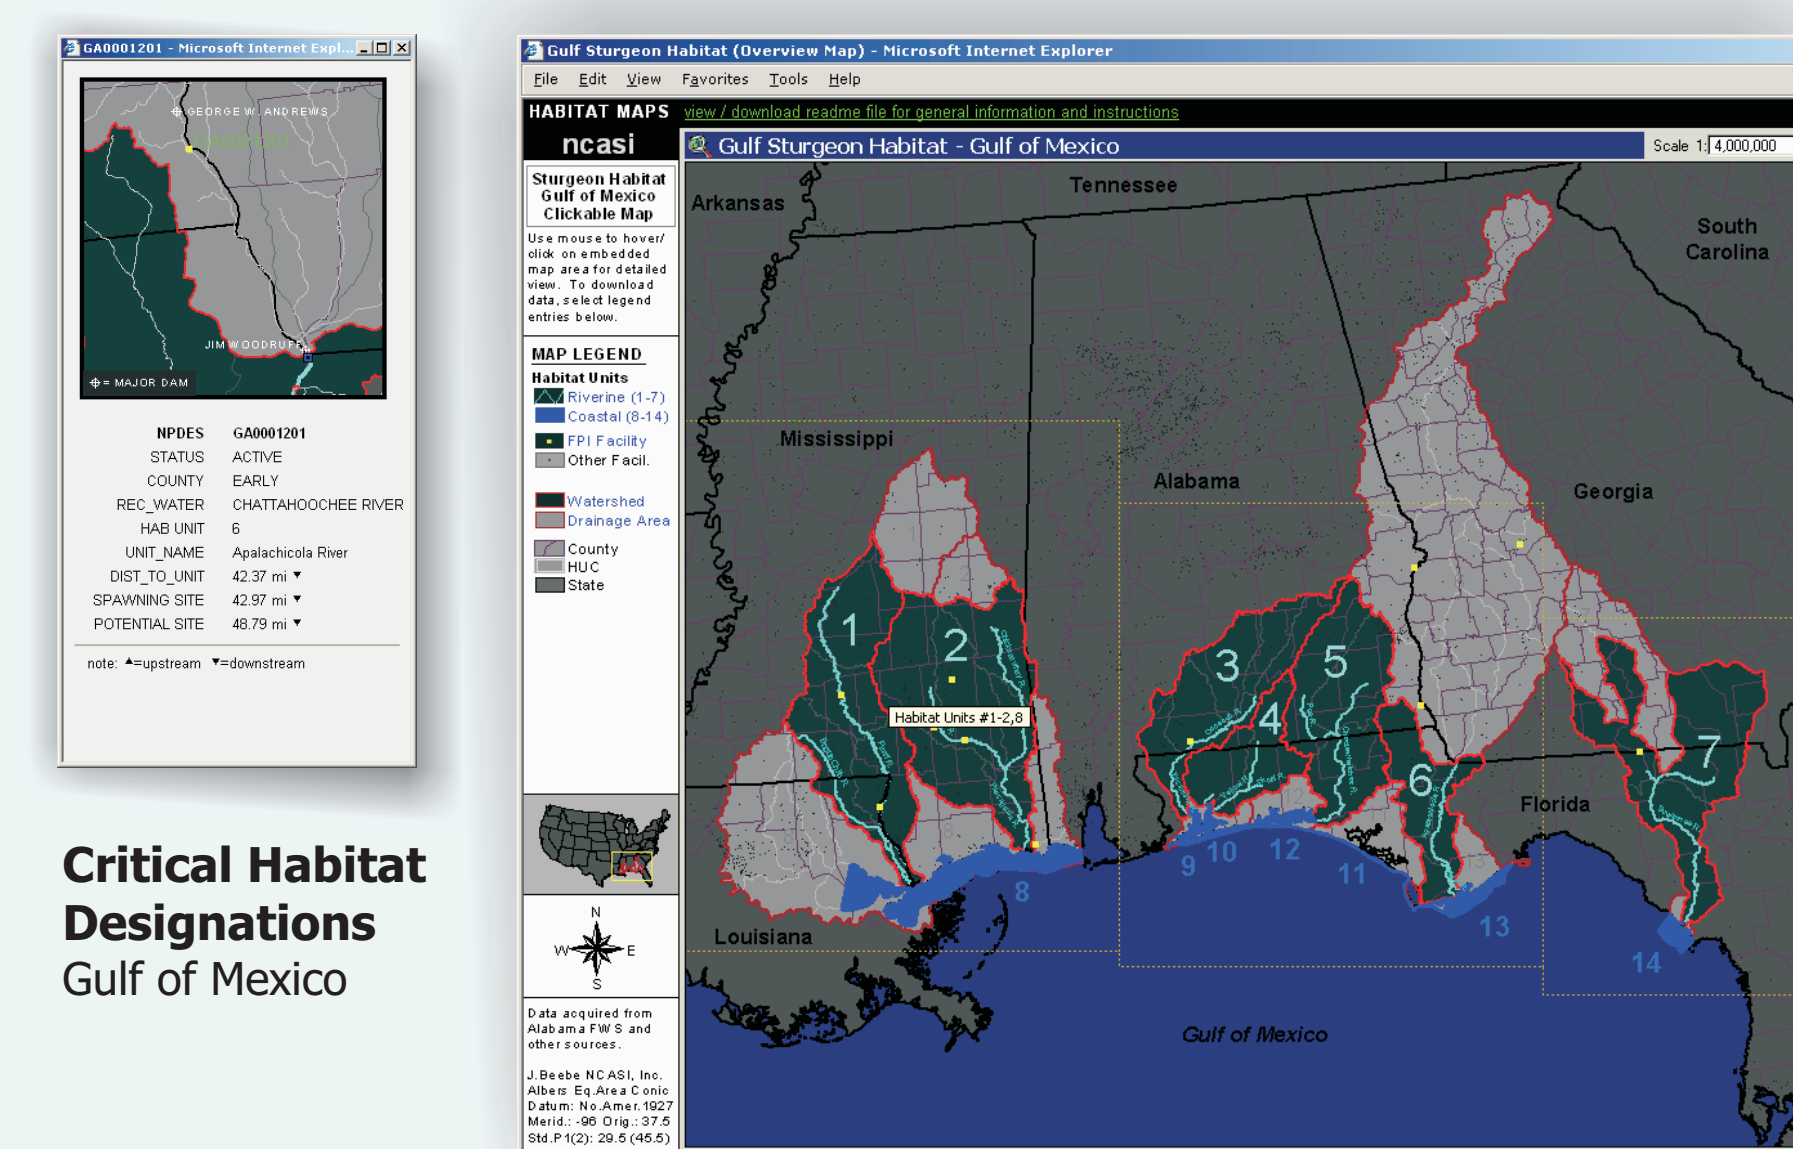 GA0001201 - Microsoft Internet Expl...
GEORGE W. ANDREWS
GA0001201
JIM WOODRUFF
= MAJOR DAM
NPDES GA0001201
STATUS ACTIVE
COUNTY EARLY
REC_WATER CHATTAHOOCHEE RIVER
HAB UNIT 6
UNIT_NAME Apalachicola River
DIST_TO_UNIT 42.37 mi ▼
SPAWNING SITE 42.97 mi ▼
POTENTIAL SITE 48.79 mi ▼
note: ▲=upstream ▼=downstream
Critical Habitat
Designations
Gulf of Mexico
Gulf Sturgeon Habitat (Overview Map) - Microsoft Internet Explorer
File Edit View Favorites Tools Help
HABITAT MAPS view / download readme file for general information and instructions
ncasi
Gulf Sturgeon Habitat - Gulf of Mexico
Scale 1: 4,000,000
Sturgeon Habitat
Gulf of Mexico
Clickable Map
Use mouse to hover/
click on embedded
map area for detailed
view. To download
data, select legend
entries below.
MAP LEGEND
Habitat Units
Riverine (1-7)
Coastal (8-14)
FPI Facility
Other Facil.
Watershed
Drainage Area
County
HUC
State
N
W E
S
Data acquired from
Alabama FWS and
other sources.
J.Beebe NCASI, Inc.
Albers Eq.Area Conic
Datum: No.Amer.1927
Merid.: -96 Orig.: 37.5
Std.P1(2): 29.5 (45.5)
Tennessee
Arkansas
South
Carolina
Mississippi
Alabama
Georgia
1
2
1
2
3
4
5
6
7
7
Habitat Units #1-2,8
Florida
8
12
13
8
9
10
12
11
13
14
Louisiana
Gulf of Mexico